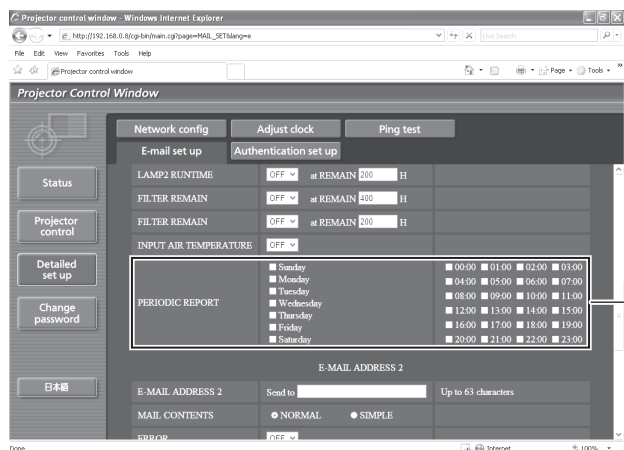 Projector control window - Windows Internet Explorer
http://192.168.0.8/cgi-bin/main.cgi?page=MAIL_SET&lang=e
Live Search
File Edit View Favorites Tools Help
Projector control window
Page Tools
Projector Control Window
Network config Adjust clock Ping test
E-mail set up Authentication set up
Status
Projector control
Detailed set up
Change password
日本語
LAMP2 RUNTIME OFF at REMAIN 200 H
FILTER REMAIN OFF at REMAIN 400 H
FILTER REMAIN OFF at REMAIN 200 H
INPUT AIR TEMPERATURE OFF
PERIODIC REPORT
Sunday
Monday
Tuesday
Wednesday
Thursday
Friday
Saturday
00:00 01:00 02:00 03:00
04:00 05:00 06:00 07:00
08:00 09:00 10:00 11:00
12:00 13:00 14:00 15:00
16:00 17:00 18:00 19:00
20:00 21:00 22:00 23:00
E-MAIL ADDRESS 2
E-MAIL ADDRESS 2 Send to Up to 63 characters
MAIL CONTENTS NORMAL SIMPLE
ERROR OFF
Done Internet 100%